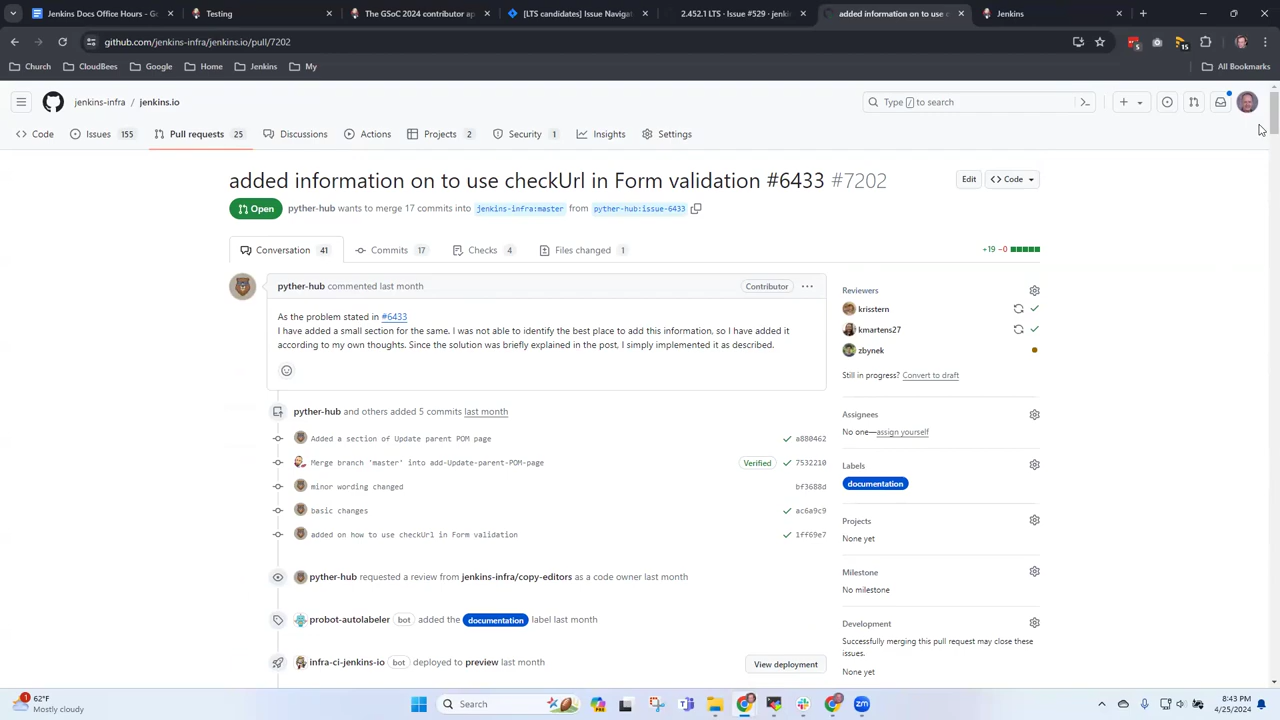 Jenkins Docs Office Hours - G
Testing
The GSoC 2024 contributor ap
[LTS candidates] Issue Navigat
2.452.1 LTS · Issue #529 · jenkin
added information on to use c
Jenkins
github.com/jenkins-infra/jenkins.io/pull/7202
Church
CloudBees
Google
Home
Jenkins
My
All Bookmarks
jenkins-infra / jenkins.io
Type / to search
Code
Issues 155
Pull requests 25
Discussions
Actions
Projects 2
Security 1
Insights
Settings
added information on to use checkUrl in Form validation #6433 #7202
Edit
Code
Open
pyther-hub wants to merge 17 commits into jenkins-infra:master from pyther-hub:issue-6433
Conversation 41
Commits 17
Checks 4
Files changed 1
+19 −0
pyther-hub commented last month
Contributor
As the problem stated in #6433
I have added a small section for the same. I was not able to identify the best place to add this information, so I have added it
according to my own thoughts. Since the solution was briefly explained in the post, I simply implemented it as described.
pyther-hub and others added 5 commits last month
Added a section of Update parent POM page a880462
Merge branch 'master' into add-Update-parent-POM-page Verified 7532210
minor wording changed bf3688d
basic changes ac6a9c9
added on how to use checkUrl in Form validation 1ff69e7
pyther-hub requested a review from jenkins-infra/copy-editors as a code owner last month
probot-autolabeler bot added the documentation label last month
infra-ci-jenkins-io bot deployed to preview last month
View deployment
Reviewers
krisstern
kmartens27
zbynek
Still in progress? Convert to draft
Assignees
No one—assign yourself
Labels
documentation
Projects
None yet
Milestone
No milestone
Development
Successfully merging this pull request may close these
issues.
None yet
1
62°F
Mostly cloudy
Search
8:43 PM
4/25/2024